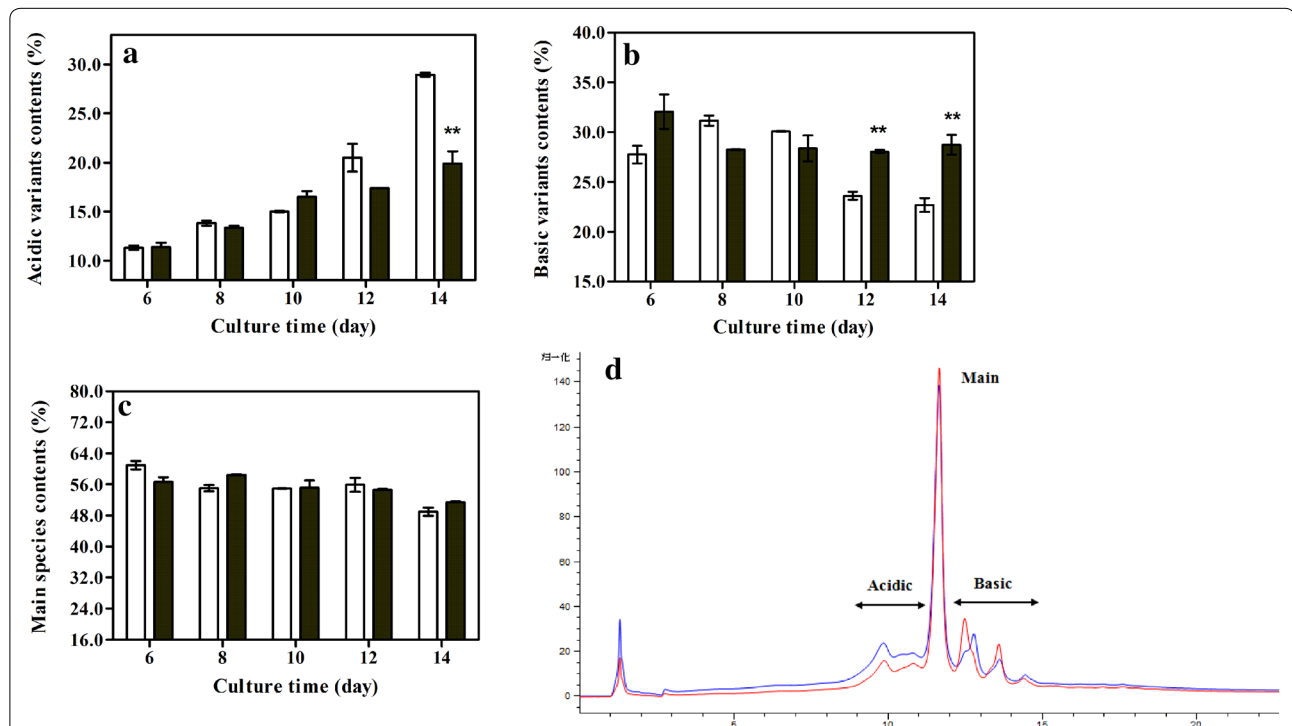 a
Acidic variants contents (%)
30.0
25.0
20.0
15.0
10.0
**
6 8 10 12 14
Culture time (day)
b
Basic variants contents (%)
40.0
35.0
30.0
25.0
20.0
15.0
** **
6 8 10 12 14
Culture time (day)
c
Main species contents (%)
80.0
72.0
64.0
56.0
48.0
40.0
32.0
24.0
16.0
6 8 10 12 14
Culture time (day)
归一化
d
140
120
100
80
60
40
20
0
Main
Acidic
Basic
5 10 15 20